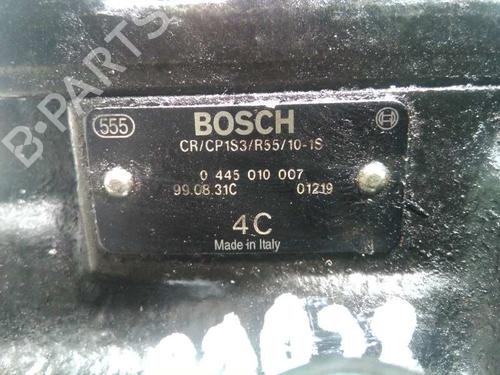 B-PARTS
555 BOSCH
CR/CP1S3/R55/10-1S
0 445 010 007
99.08.31C 01219
4C
Made in Italy